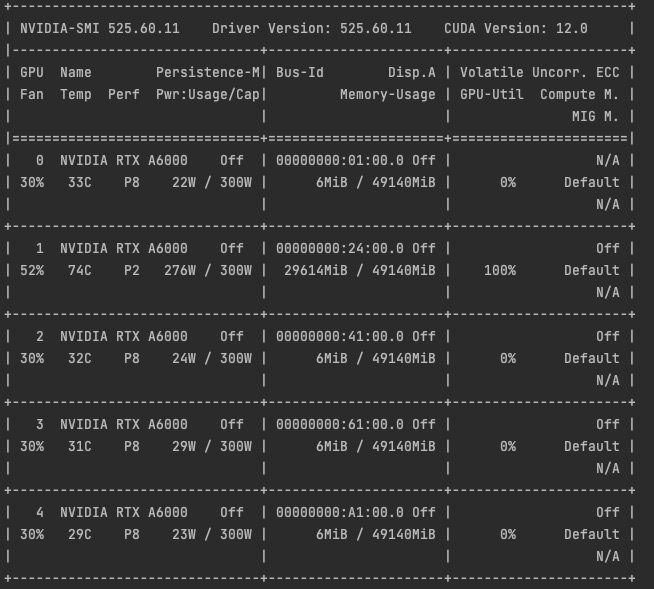 +-----------------------------------------------------------------------------+
| NVIDIA-SMI 525.60.11    Driver Version: 525.60.11    CUDA Version: 12.0     |
|-------------------------------+----------------------+----------------------+
| GPU  Name        Persistence-M| Bus-Id        Disp.A | Volatile Uncorr. ECC |
| Fan  Temp  Perf  Pwr:Usage/Cap|         Memory-Usage | GPU-Util  Compute M. |
|                               |                      |               MIG M. |
|===============================+======================+======================|
|   0  NVIDIA RTX A6000    Off  | 00000000:01:00.0 Off |                  N/A |
| 30%   33C    P8    22W / 300W |      6MiB / 49140MiB |      0%      Default |
|                               |                      |                  N/A |
+-------------------------------+----------------------+----------------------+
|   1  NVIDIA RTX A6000    Off  | 00000000:24:00.0 Off |                  Off |
| 52%   74C    P2   276W / 300W |  29614MiB / 49140MiB |    100%      Default |
|                               |                      |                  N/A |
+-------------------------------+----------------------+----------------------+
|   2  NVIDIA RTX A6000    Off  | 00000000:41:00.0 Off |                  Off |
| 30%   32C    P8    24W / 300W |      6MiB / 49140MiB |      0%      Default |
|                               |                      |                  N/A |
+-------------------------------+----------------------+----------------------+
|   3  NVIDIA RTX A6000    Off  | 00000000:61:00.0 Off |                  Off |
| 30%   31C    P8    29W / 300W |      6MiB / 49140MiB |      0%      Default |
|                               |                      |                  N/A |
+-------------------------------+----------------------+----------------------+
|   4  NVIDIA RTX A6000    Off  | 00000000:A1:00.0 Off |                  Off |
| 30%   29C    P8    23W / 300W |      6MiB / 49140MiB |      0%      Default |
|                               |                      |                  N/A |
+-------------------------------+----------------------+----------------------+